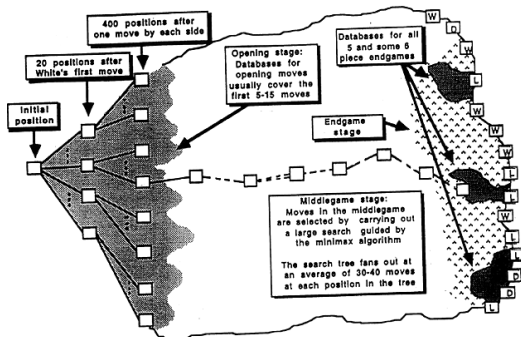 400 positions after
one move by each side
20 positions after
White's first move
Initial
position
Opening stage:
Databases for
opening moves
usually cover the
first 5-15 moves
Databases for all
5 and some 6
piece endgames
Endgame
stage
Middlegame stage:
Moves in the middlegame
are selected by carrying out
a large search guided
by the minimax algorithm
The search tree fans out at
an average of 30-40 moves
at each position in the tree
W
D
W
W
L
W
W
D
L
W
L
L
D
D
L